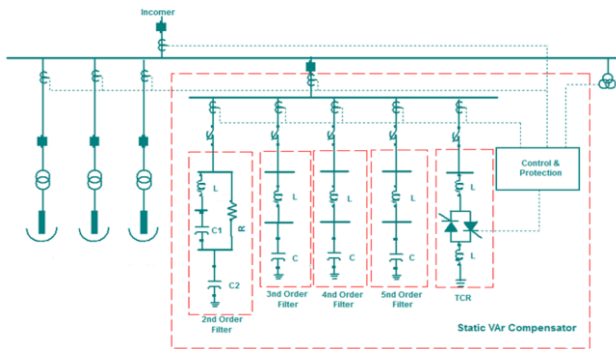 Incomer
Control &
Protection
L
C1
R
C2
L
C
L
C
L
C
L
L
2nd Order
Filter
3nd Order
Filter
4nd Order
Filter
5nd Order
Filter
TCR
Static VAr Compensator